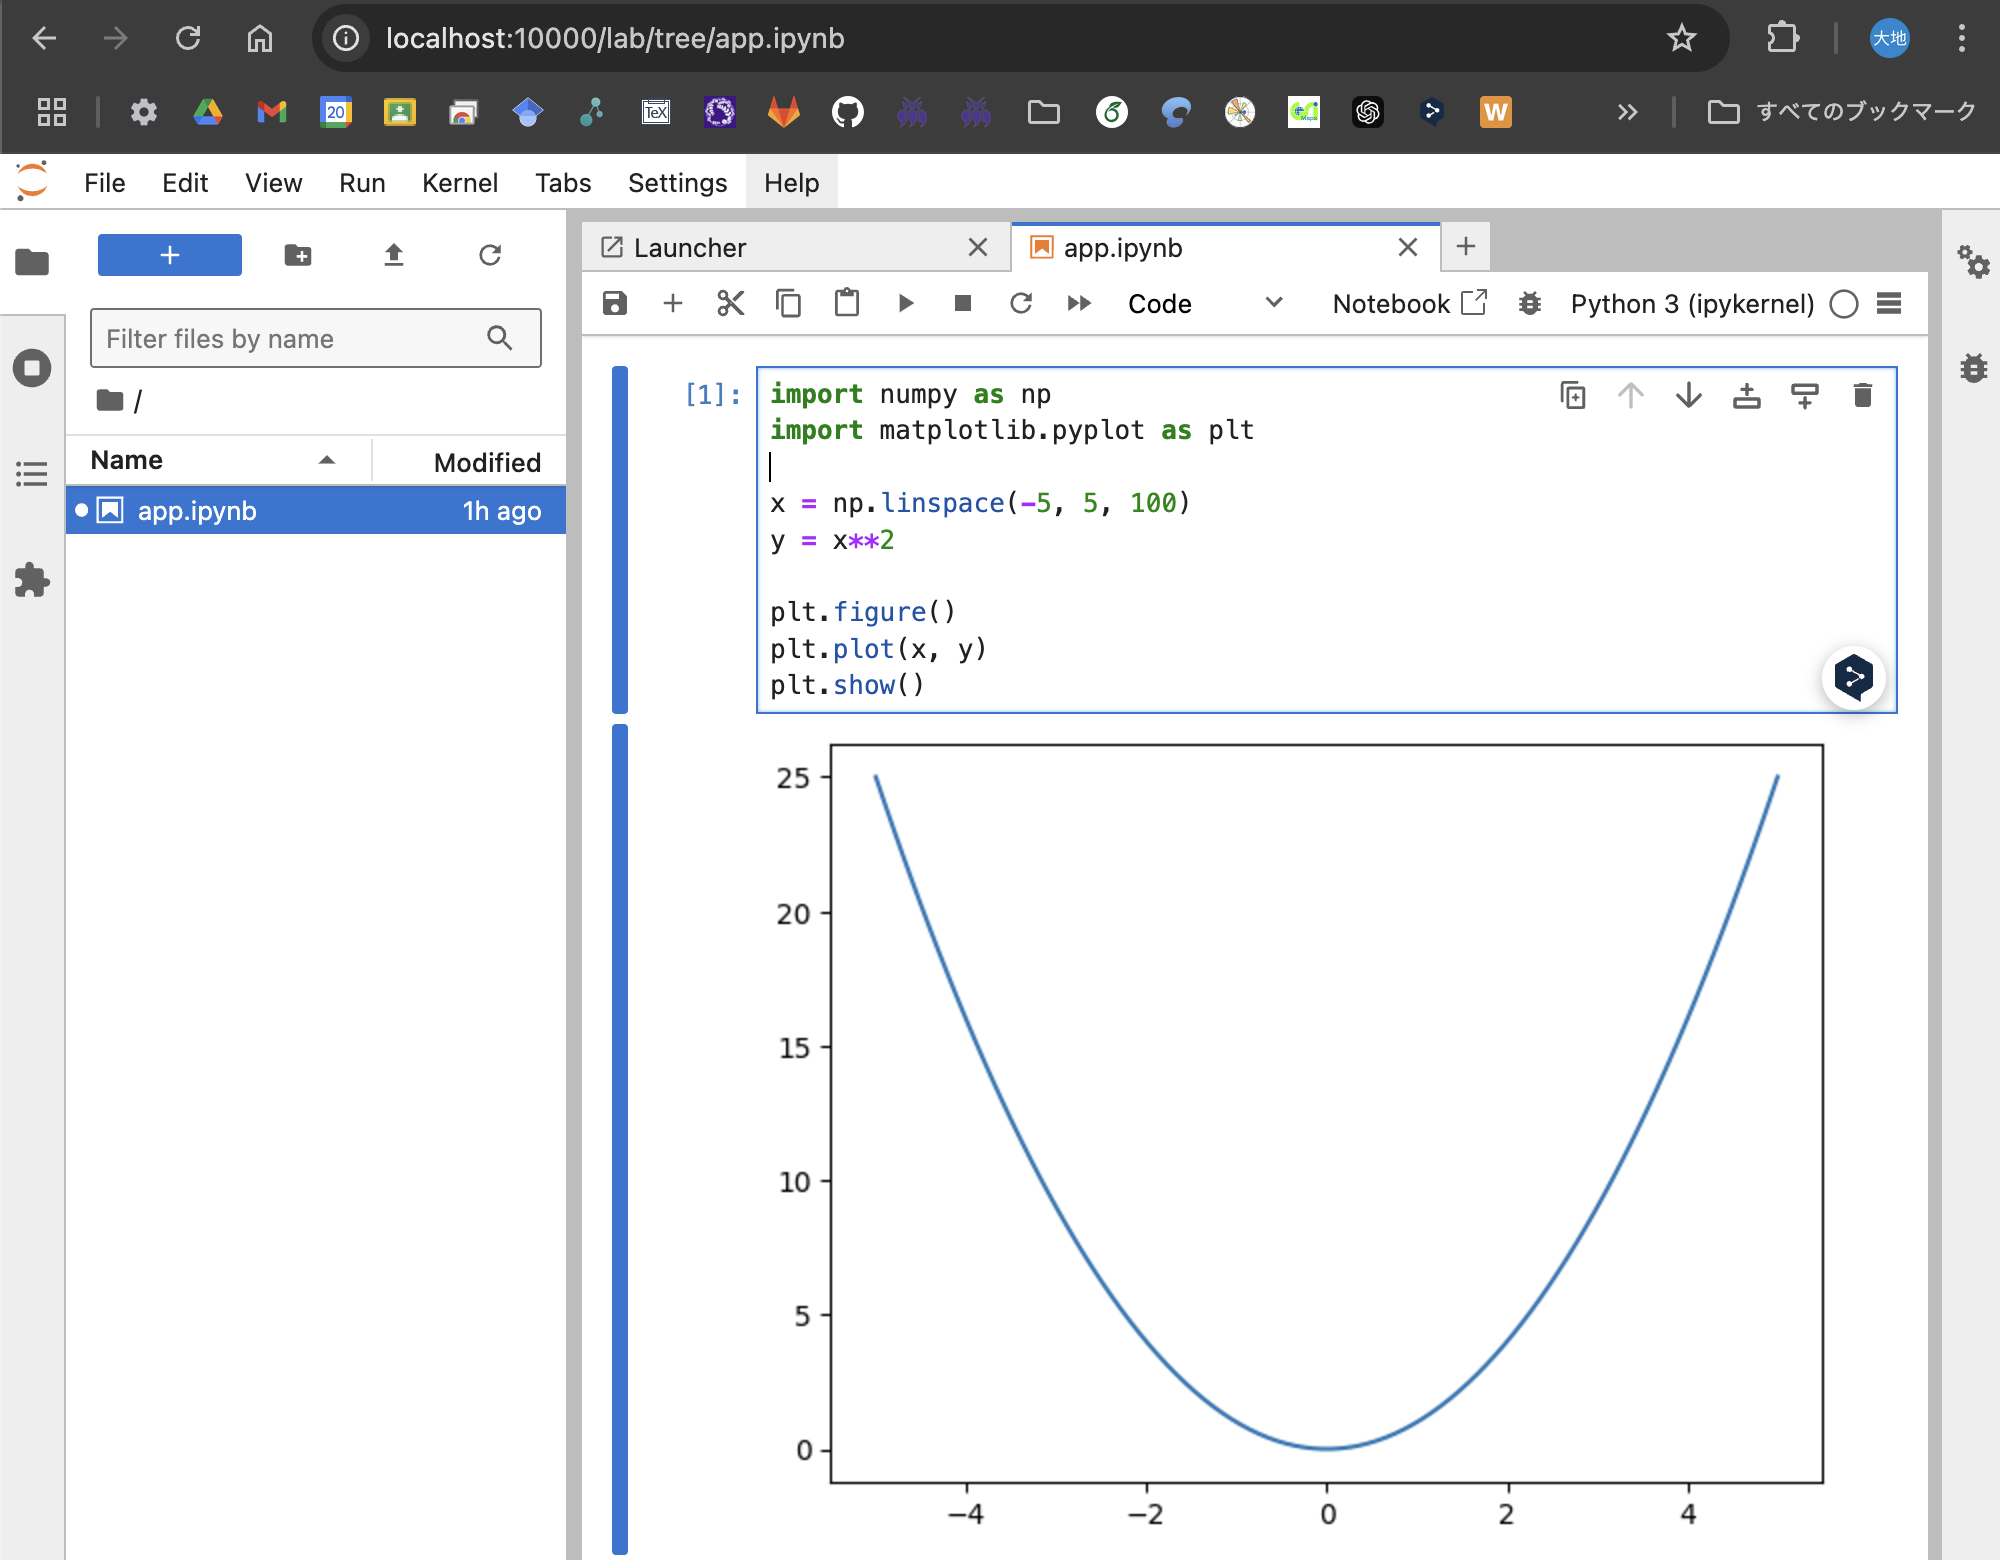 localhost:10000/lab/tree/app.ipynb
大地
20
TEX
Maps
W
すべてのブックマーク
File Edit View Run Kernel Tabs Settings Help
Launcher
app.ipynb
Filter files by name
Code
Notebook
Python 3 (ipykernel)
/
Name
Modified
app.ipynb
1h ago
[1]:
import numpy as np
import matplotlib.pyplot as plt
x = np.linspace(-5, 5, 100)
y = x**2
plt.figure()
plt.plot(x, y)
plt.show()
25
20
15
10
5
0
−4
−2
0
2
4